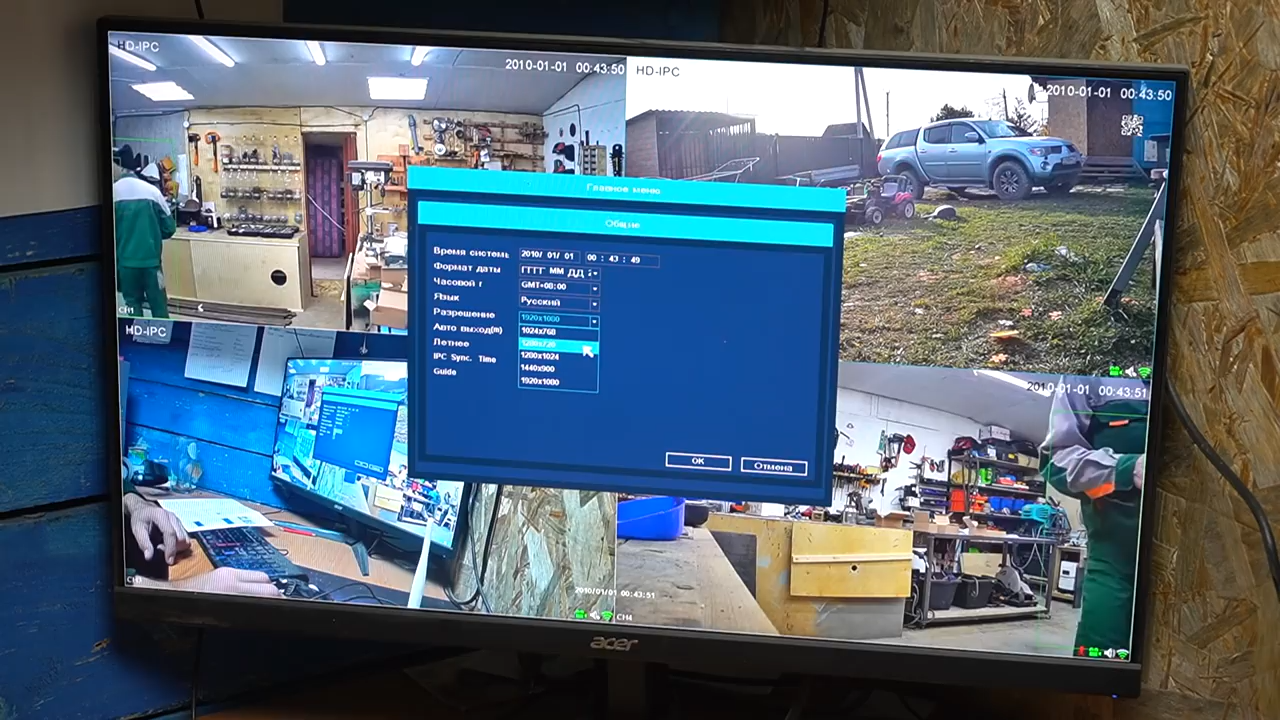 HD-IPC
2010-01-01 00:43:50
HD-IPC
2010-01-01 00:43:50
Главное меню
Общие
Время систем
2010/ 01/ 01 00 : 43 : 49
Формат даты
ГГГГ ММ ДД
Часовой г
GMT+08:00
Язык
Русский
Разрешение
1920x1080
Авто выход(m)
1024x768
Летнее
1280x720
IPC Sync. Time
1280x1024
Guide
1440x900
1920x1080
OK
Отмена
CH1
HD-IPC
2010-01-01 00:43:51
CH3
2010/01/01 00:43:51
CH4
acer